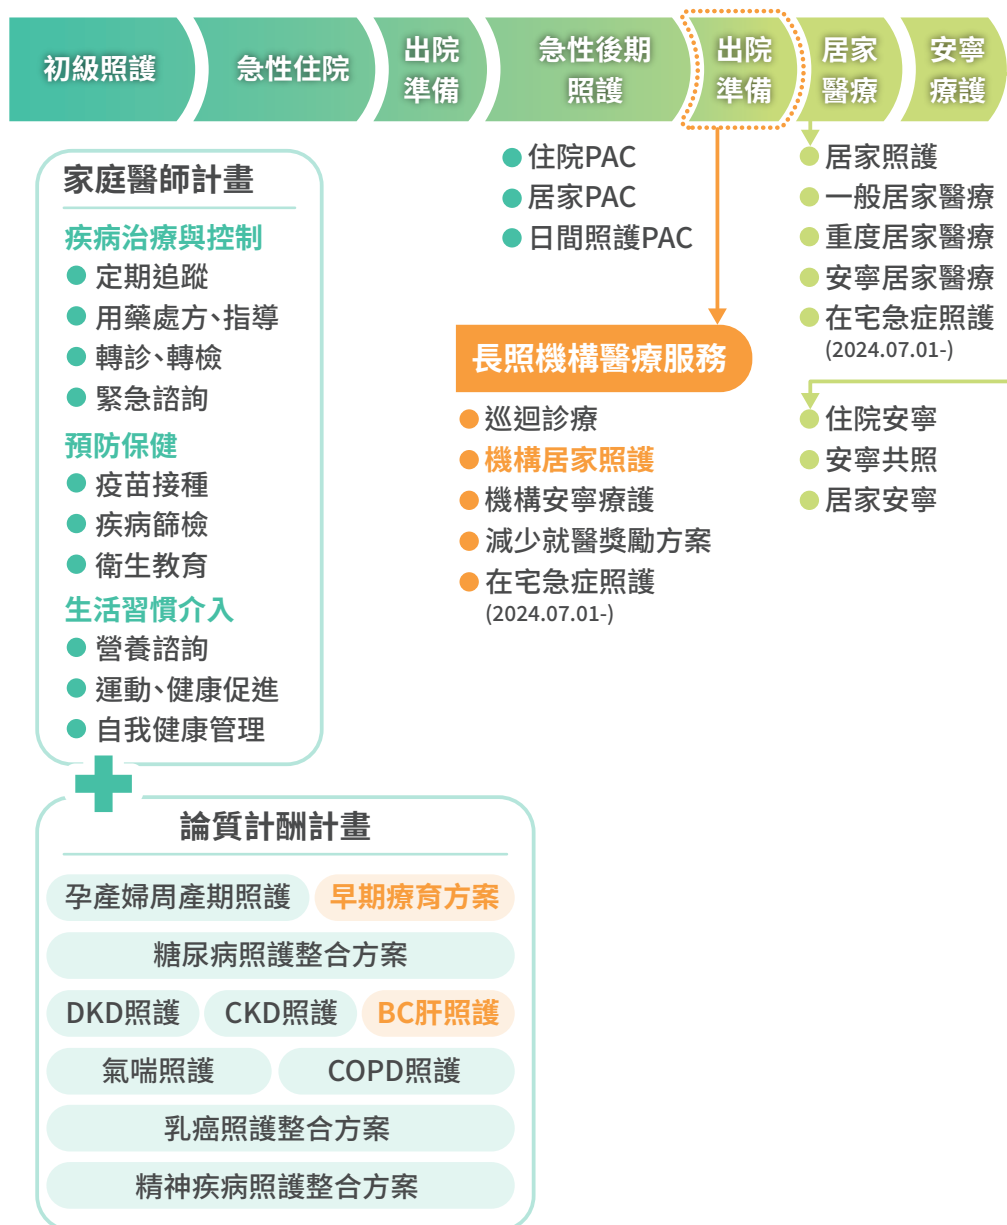 初級照護
急性住院
出院
準備
急性後期
照護
出院
準備
居家
醫療
安寧
療護
家庭醫師計畫
疾病治療與控制
定期追蹤
用藥處方、指導
轉診、轉檢
緊急諮詢
預防保健
疫苗接種
疾病篩檢
衛生教育
生活習慣介入
營養諮詢
運動、健康促進
自我健康管理
住院PAC
居家PAC
日間照護PAC
長照機構醫療服務
巡迴診療
機構居家照護
機構安寧療護
減少就醫獎勵方案
在宅急症照護
(2024.07.01-)
居家照護
一般居家醫療
重度居家醫療
安寧居家醫療
在宅急症照護
(2024.07.01-)
住院安寧
安寧共照
居家安寧
論質計酬計畫
孕產婦周產期照護
早期療育方案
糖尿病照護整合方案
DKD照護
CKD照護
BC肝照護
氣喘照護
COPD照護
乳癌照護整合方案
精神疾病照護整合方案